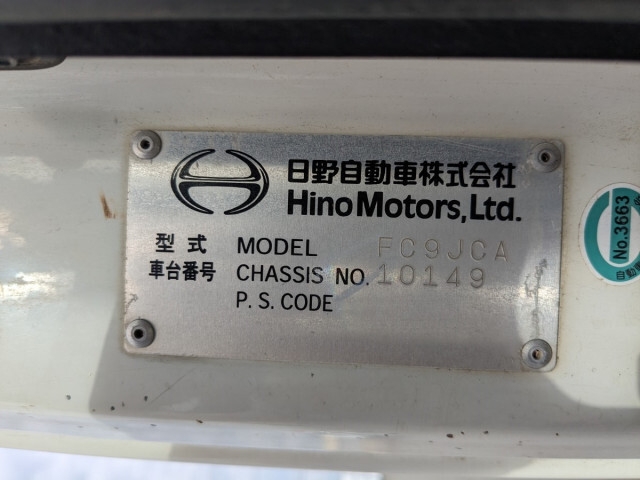 日野自動車株式会社
Hino Motors, Ltd.
型式 MODEL FC9JCA
車台番号 CHASSIS NO. 10149
P. S. CODE
No.3663